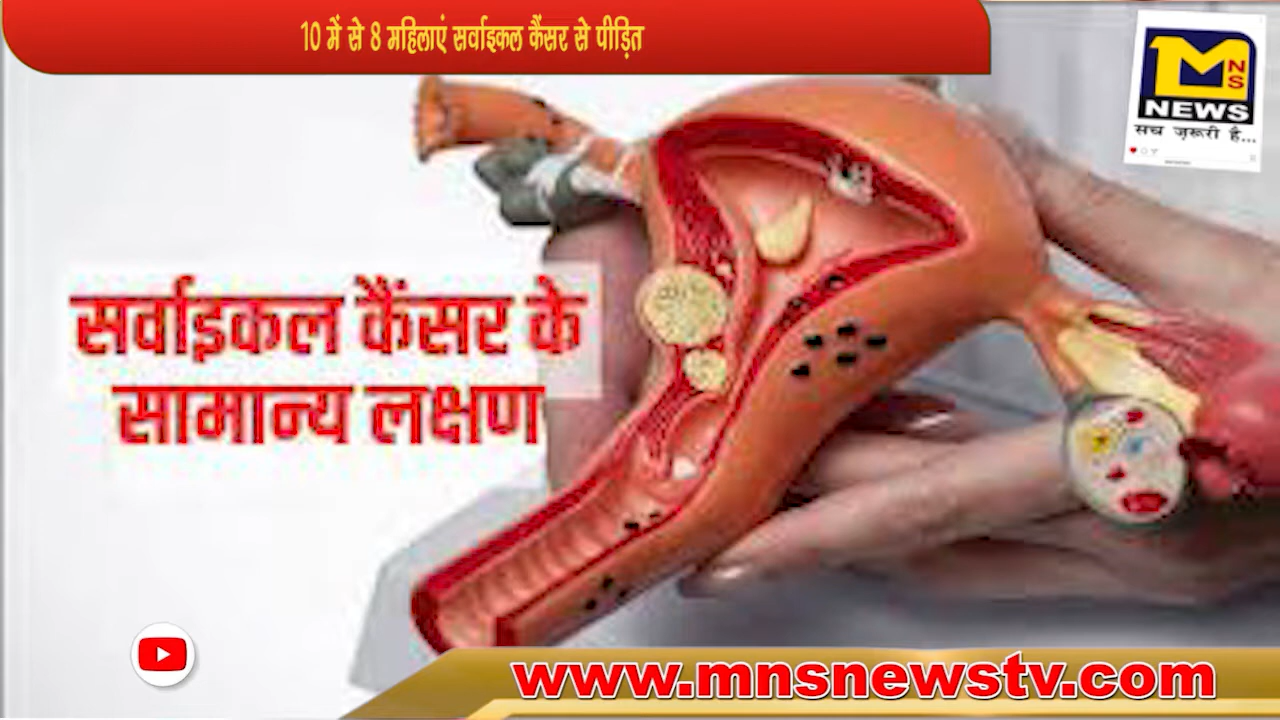 10 में से 8 महिलाएं सर्वाइकल कैंसर से पीड़ित
MNS
NEWS
सच ज़रूरी है...
सर्वाइकल कैंसर के
सामान्य लक्षण
www.mnsnewstv.com